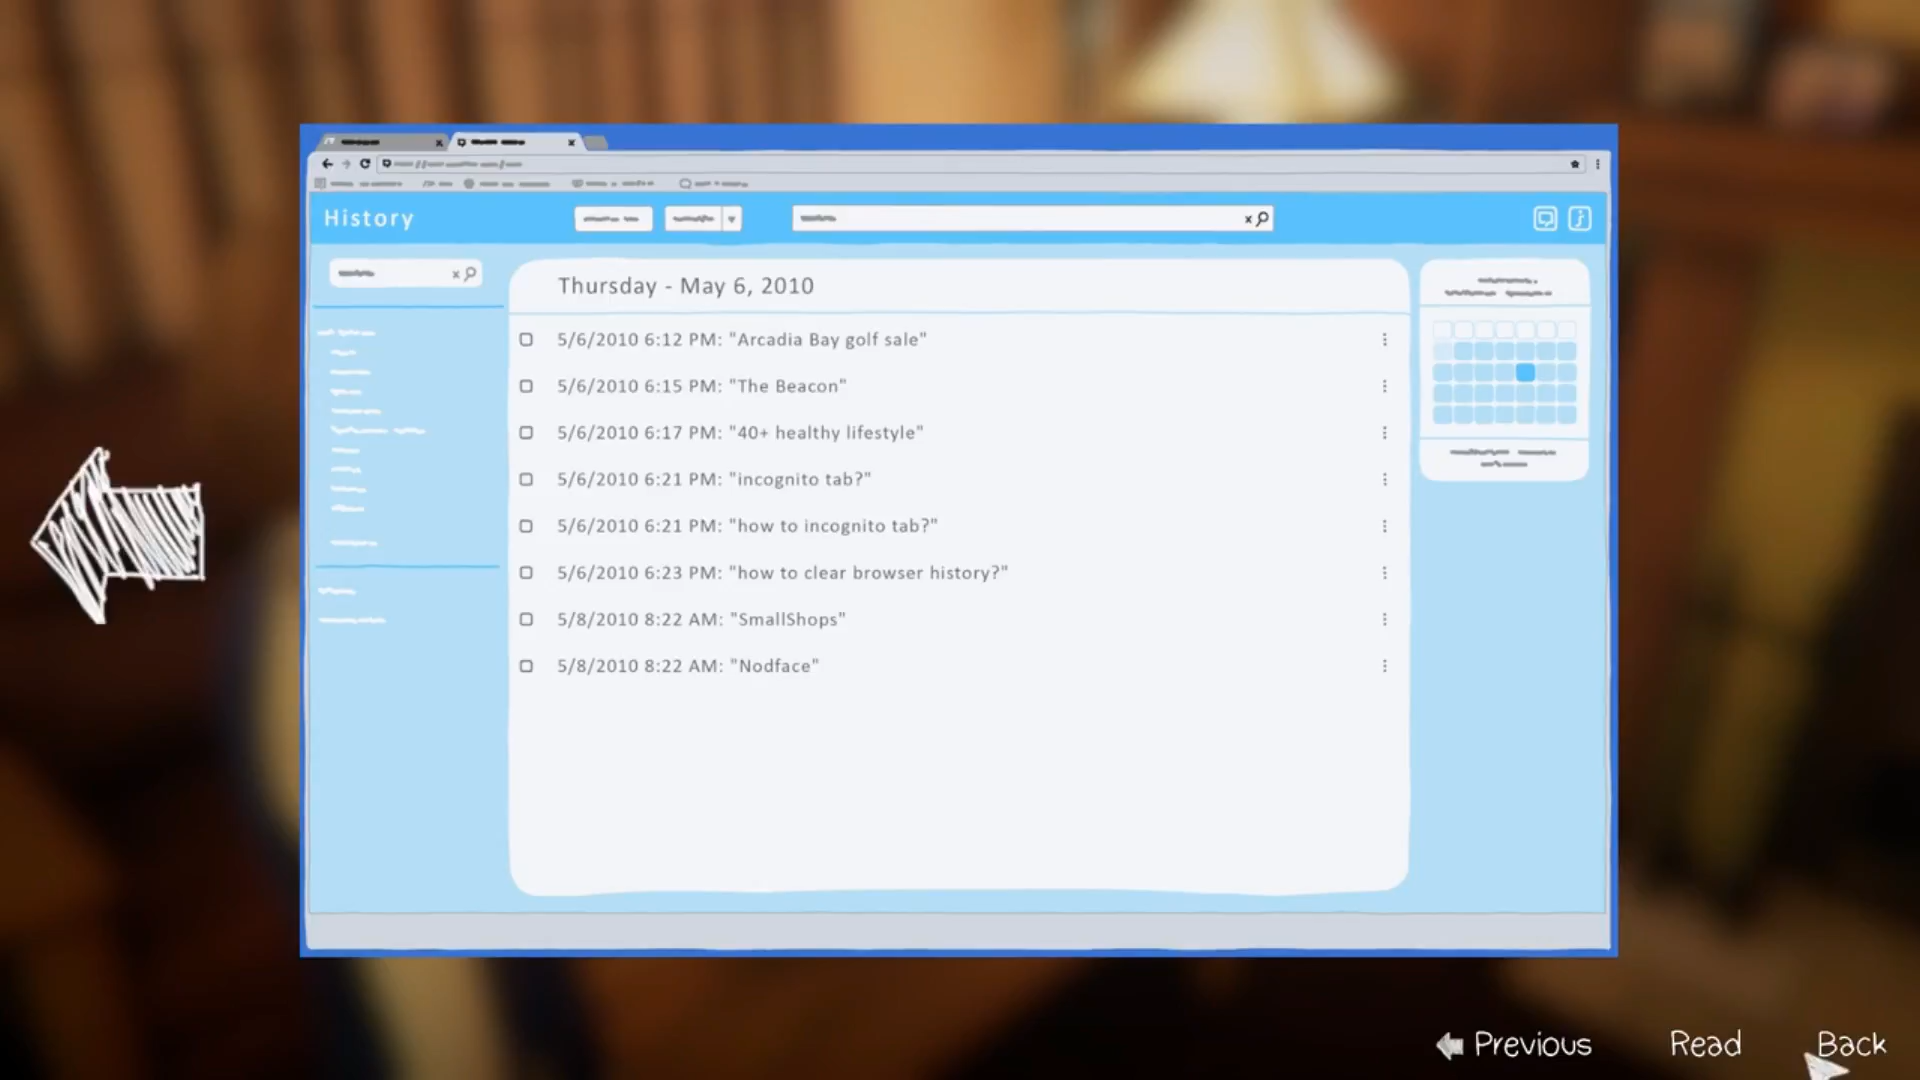 History
Thursday - May 6, 2010
5/6/2010 6:12 PM: "Arcadia Bay golf sale"
5/6/2010 6:15 PM: "The Beacon"
5/6/2010 6:17 PM: "40+ healthy lifestyle"
5/6/2010 6:21 PM: "incognito tab?"
5/6/2010 6:21 PM: "how to incognito tab?"
5/6/2010 6:23 PM: "how to clear browser history?"
5/8/2010 8:22 AM: "SmallShops"
5/8/2010 8:22 AM: "Nodface"
Previous Read Back